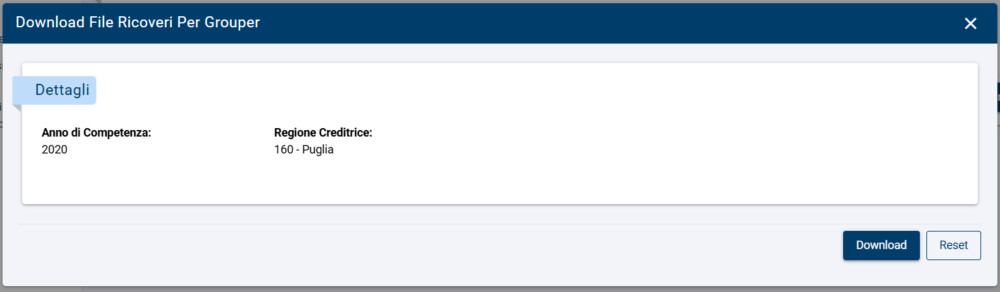 Download File Ricoveri Per Grouper
Dettagli
Anno di Competenza:
2020
Regione Creditrice:
160 - Puglia
Download
Reset